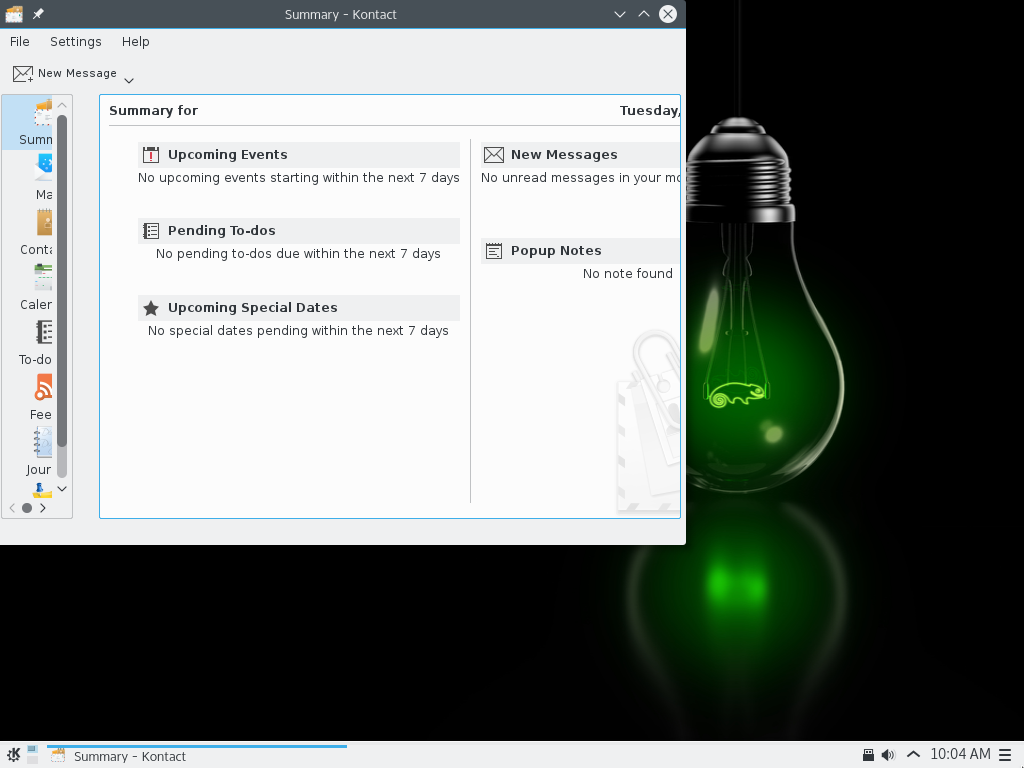 Summary – Kontact
File Settings Help
New Message
Summ
Ma
Conta
Caler
To-do
Fee
Jour
Summary for Tuesday,
Upcoming Events
No upcoming events starting within the next 7 days
Pending To-dos
No pending to-dos due within the next 7 days
Upcoming Special Dates
No special dates pending within the next 7 days
New Messages
No unread messages in your mo
Popup Notes
No note found
Summary - Kontact
10:04 AM